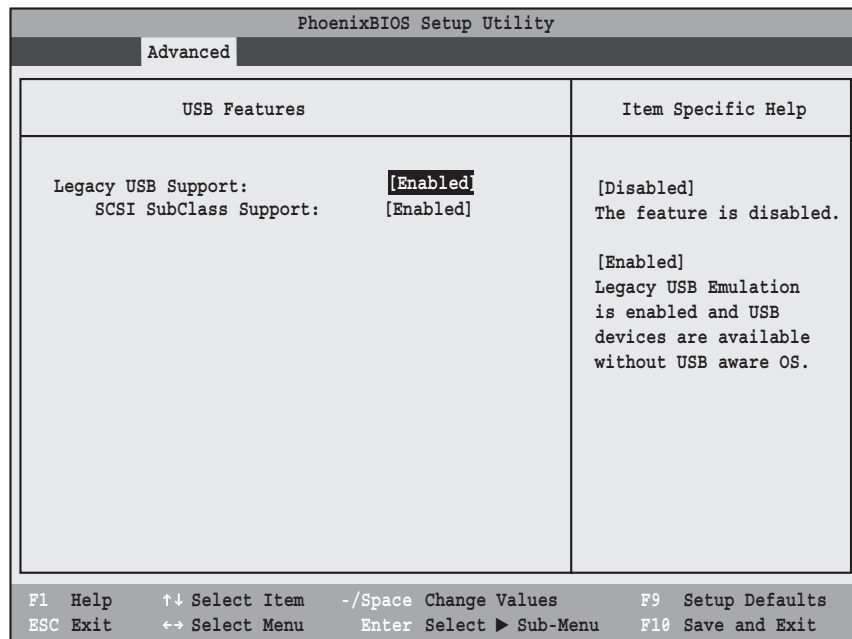 PhoenixBIOS Setup Utility
Advanced
USB Features
Legacy USB Support: [Enabled]
SCSI SubClass Support: [Enabled]
Item Specific Help
[Disabled]
The feature is disabled.
[Enabled]
Legacy USB Emulation
is enabled and USB
devices are available
without USB aware OS.
F1 Help ↑↓ Select Item -/Space Change Values F9 Setup Defaults
ESC Exit ←→ Select Menu Enter Select ▶ Sub-Menu F10 Save and Exit